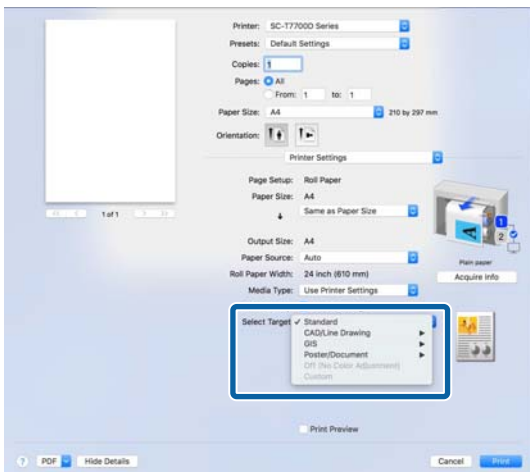 Printer: SC-T7700D Series
Presets: Default Settings
Copies: 1
Pages: All
From: 1 to: 1
Paper Size: A4 210 by 297 mm
Orientation:
Printer Settings
Page Setup: Roll Paper
Paper Size: A4
Same as Paper Size
Output Size: A4
Paper Source: Auto
Roll Paper Width: 24 inch (610 mm)
Media Type: Use Printer Settings
1 of 1
A
1
2
Plain paper
Acquire Info
Select Target ✓ Standard
CAD/Line Drawing
GIS
Poster/Document
Off (No Color Adjustment)
Custom
Print Preview
? PDF Hide Details Cancel Print